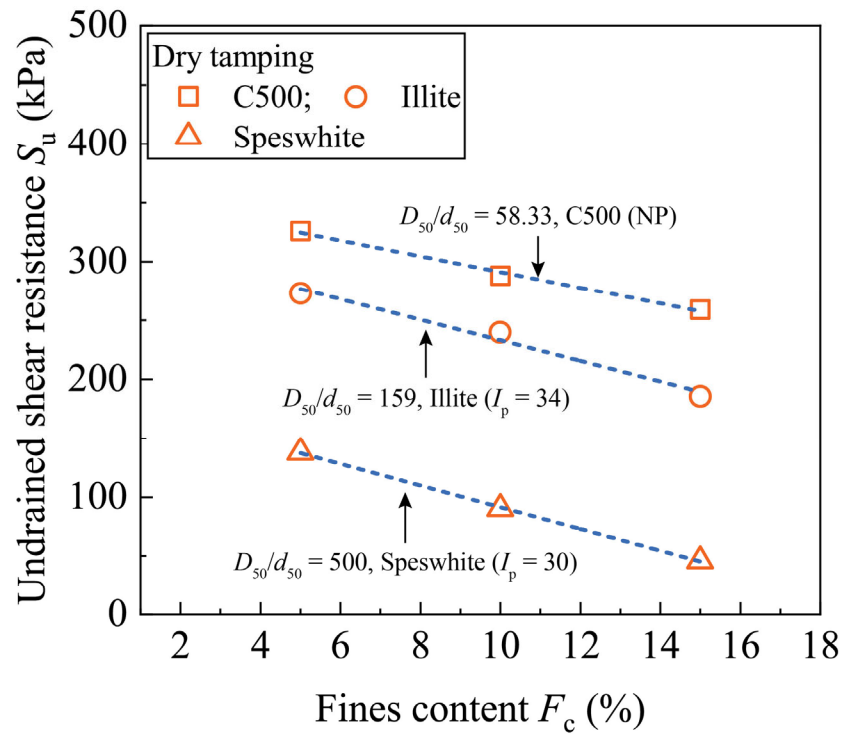 500
400
300
200
100
0
Undrained shear resistance Su (kPa)
Dry tamping
C500; Illite
Speswhite
D50/d50 = 58.33, C500 (NP)
D50/d50 = 159, Illite (Ip = 34)
D50/d50 = 500, Speswhite (Ip = 30)
2 4 6 8 10 12 14 16 18
Fines content Fc (%)